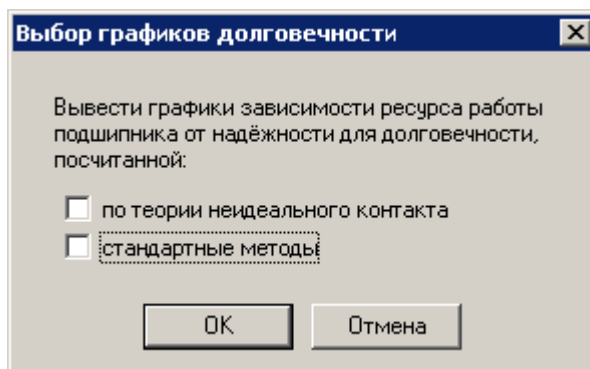 Выбор графиков долговечности
Вывести графики зависимости ресурса работы
подшипника от надёжности для долговечности,
посчитанной:
по теории неидеального контакта
стандартные методы
OK Отмена